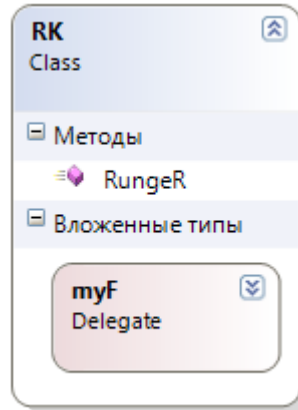 RK
Class
Методы
RungeR
Вложенные типы
myF
Delegate